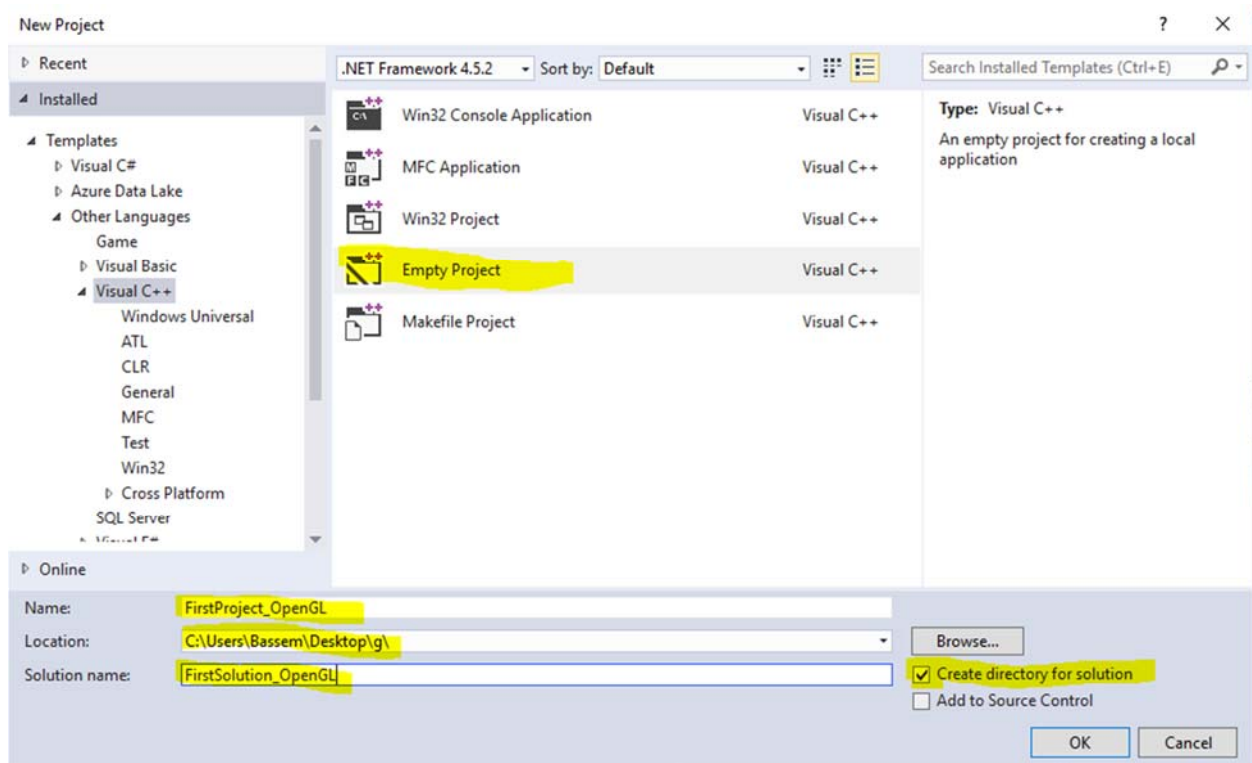 New Project
? ×
Recent
.NET Framework 4.5.2 Sort by: Default
Search Installed Templates (Ctrl+E)
Installed
Templates
Visual C#
Azure Data Lake
Other Languages
Game
Visual Basic
Visual C++
Windows Universal
ATL
CLR
General
MFC
Test
Win32
Cross Platform
SQL Server
Online
Win32 Console Application Visual C++
MFC Application Visual C++
Win32 Project Visual C++
Empty Project Visual C++
Makefile Project Visual C++
Type: Visual C++
An empty project for creating a local
application
Name: FirstProject_OpenGL
Location: C:\Users\Bassem\Desktop\g\
Browse...
Solution name: FirstSolution_OpenGL
Create directory for solution
Add to Source Control
OK Cancel